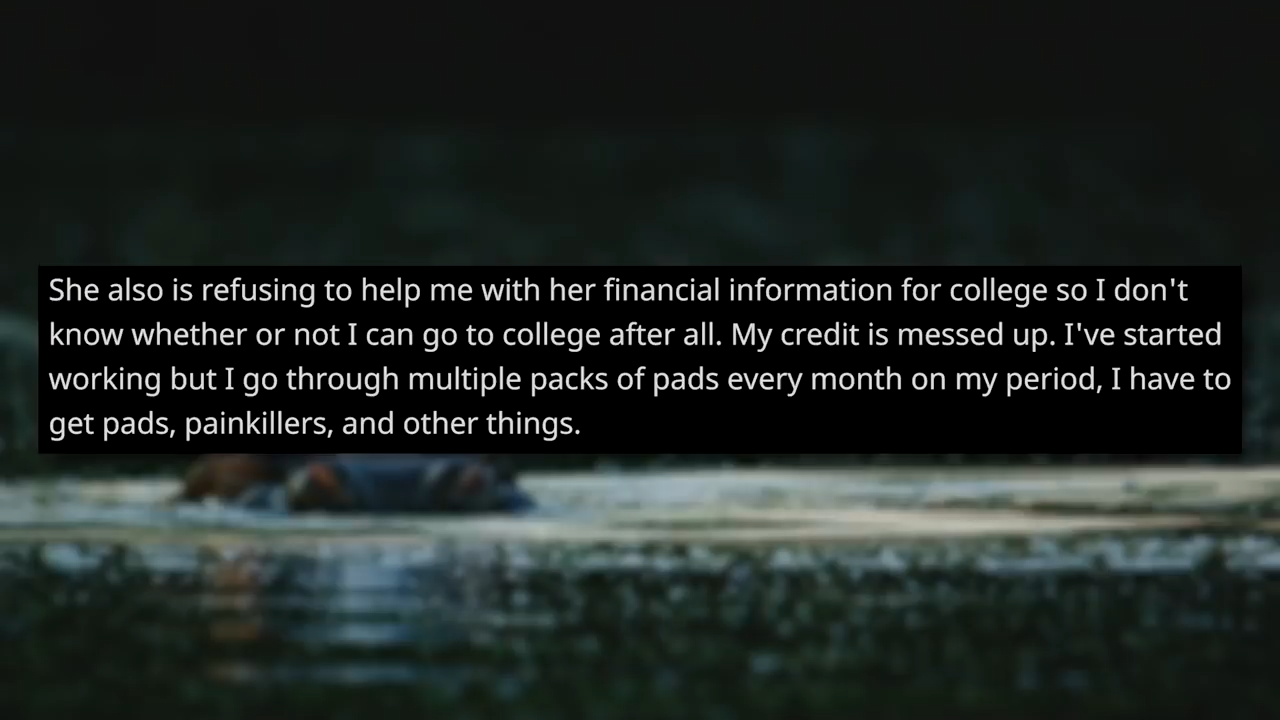 She also is refusing to help me with her financial information for college so I don't
know whether or not I can go to college after all. My credit is messed up. I've started
working but I go through multiple packs of pads every month on my period, I have to
get pads, painkillers, and other things.